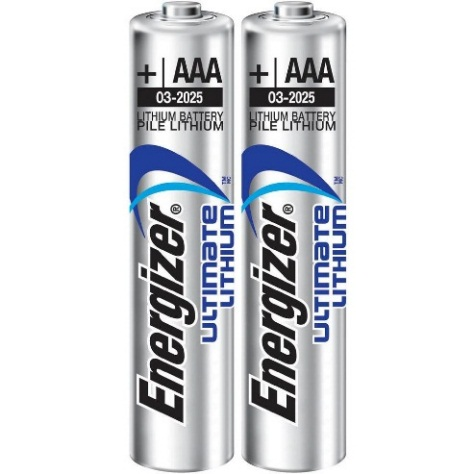 + | AAA
03-2025
LITHIUM BATTERY
PILE LITHIUM
Energizer®
ULTIMATE
LITHIUM
+ | AAA
03-2025
LITHIUM BATTERY
PILE LITHIUM
Energizer®
ULTIMATE
LITHIUM